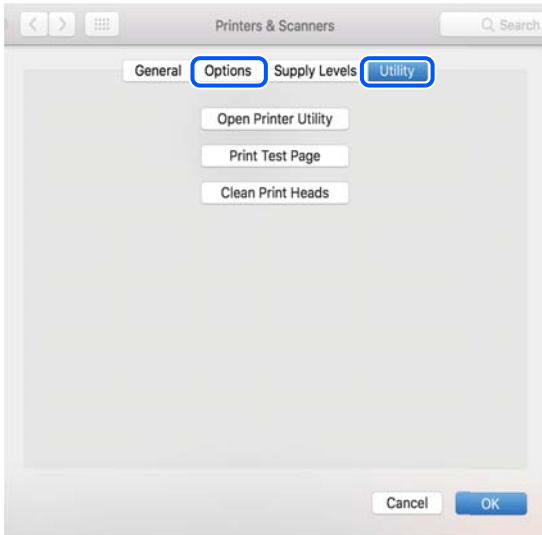 Printers & Scanners Search
General Options Supply Levels Utility
Open Printer Utility
Print Test Page
Clean Print Heads
Cancel OK